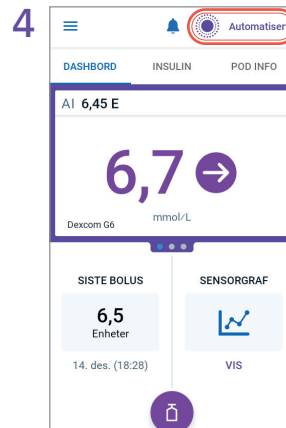 4
Automatiser
DASHBORD INSULIN POD INFO
AI 6,45 E
6,7
Dexcom G6 mmol/L
SISTE BOLUS SENSORGRAF
6,5
Enheter
14. des. (18:28) VIS